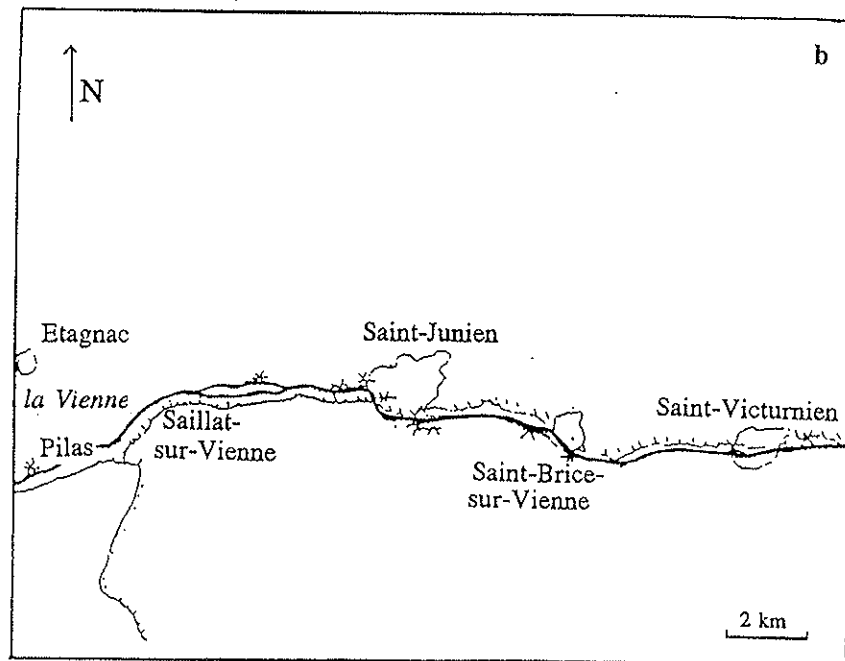 b
N
Etagnac
Saint-Junien
la Vienne
Saillat-
sur-Vienne
Saint-Victurnien
Pilas
Saint-Brice-
sur-Vienne
2 km